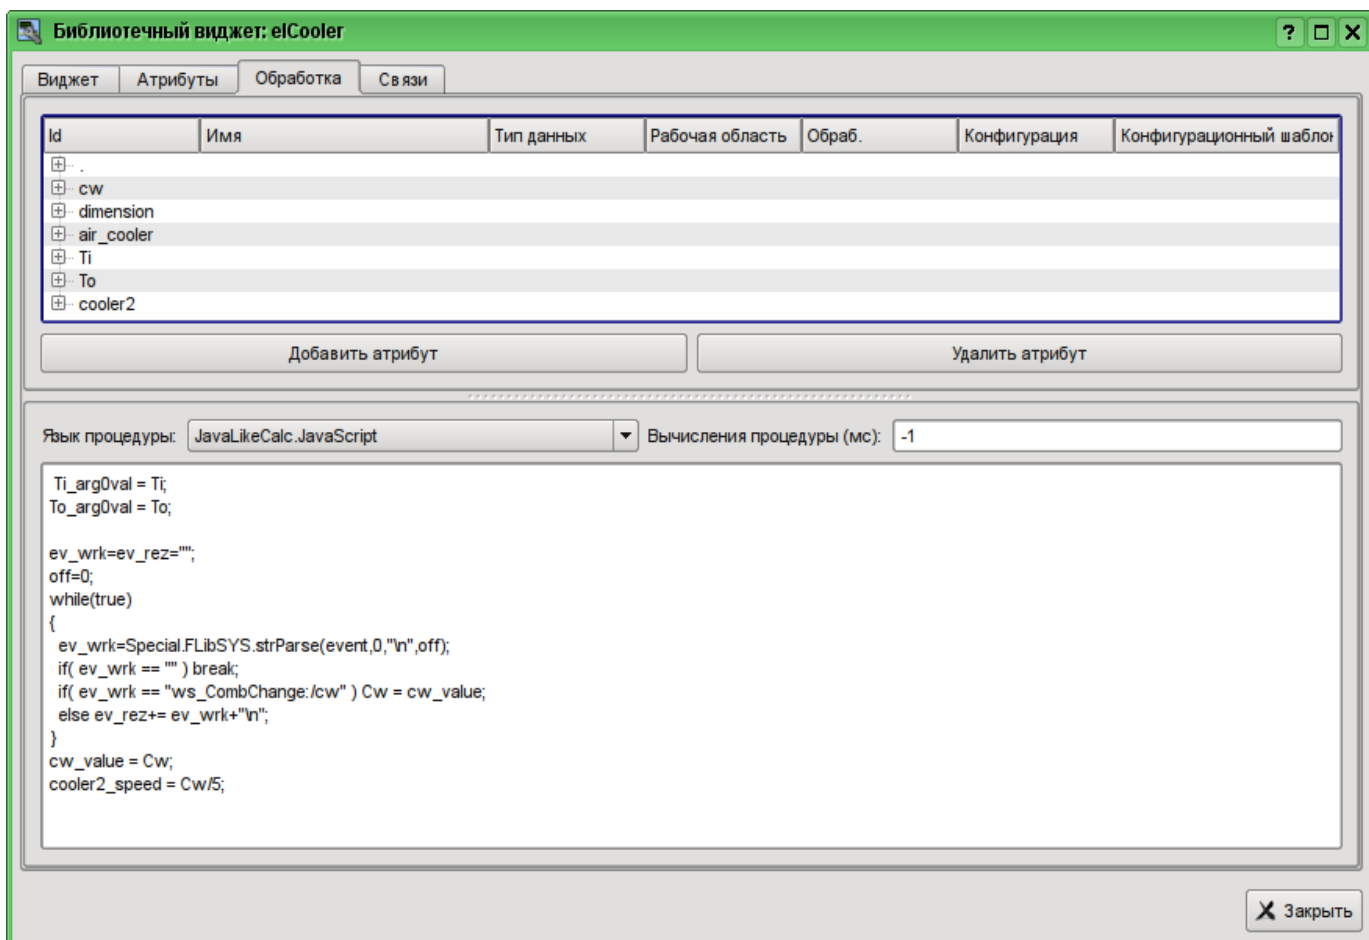 Библиотечный виджет: elCooler
Виджет Атрибуты Обработка Связи
Id Имя Тип данных Рабочая область Обраб. Конфигурация Конфигурационный шаблон
.
cw
dimension
air_cooler
Ti
To
cooler2
Добавить атрибут Удалить атрибут
Язык процедуры: JavaLikeCalc.JavaScript Вычисления процедуры (мс): -1
Ti_arg0val = Ti;
To_arg0val = To;
ev_wrk=ev_rez="";
off=0;
while(true)
{
ev_wrk=Special.FLibSYS.strParse(event,0,"\n",off);
if( ev_wrk == "" ) break;
if( ev_wrk == "ws_CombChange:/cw" ) Cw = cw_value;
else ev_rez+= ev_wrk+"\n";
}
cw_value = Cw;
cooler2_speed = Cw/5;
Закрыть